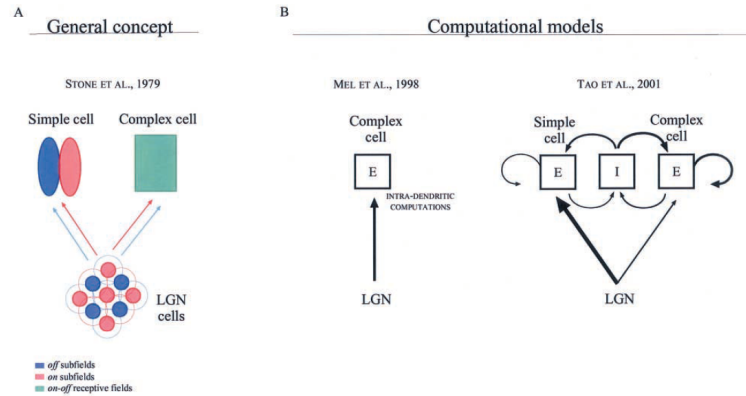 A
General concept
STONE ET AL., 1979
Simple cell
Complex cell
LGN
cells
off subfields
on subfields
on-off receptive fields
B
Computational models
MEL ET AL., 1998
Complex
cell
E
INTRA-DENDRITIC
COMPUTATIONS
LGN
TAO ET AL., 2001
Simple
cell
Complex
cell
E
I
E
LGN